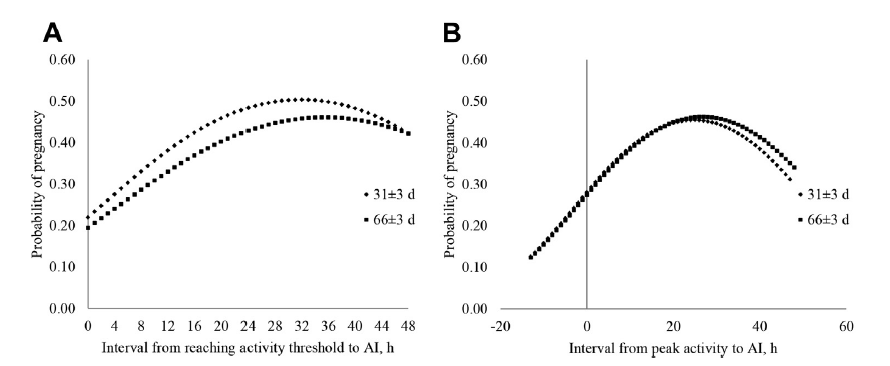 A
0.60
0.50
0.40
0.30
0.20
0.10
0.00
Probability of pregnancy
31±3 d
66±3 d
0 4 8 12 16 20 24 28 32 36 40 44 48
Interval from reaching activity threshold to AI, h
B
0.60
0.50
0.40
0.30
0.20
0.10
0.00
Probability of pregnancy
31±3 d
66±3 d
-20 0 20 40 60
Interval from peak activity to AI, h